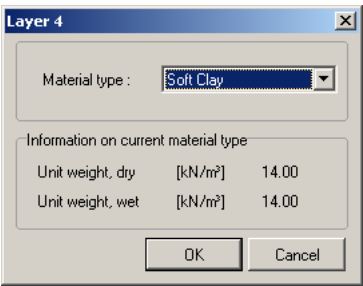 Layer 4
Material type : Soft Clay
Information on current material type
Unit weight, dry [kN/m³] 14.00
Unit weight, wet [kN/m³] 14.00
OK Cancel